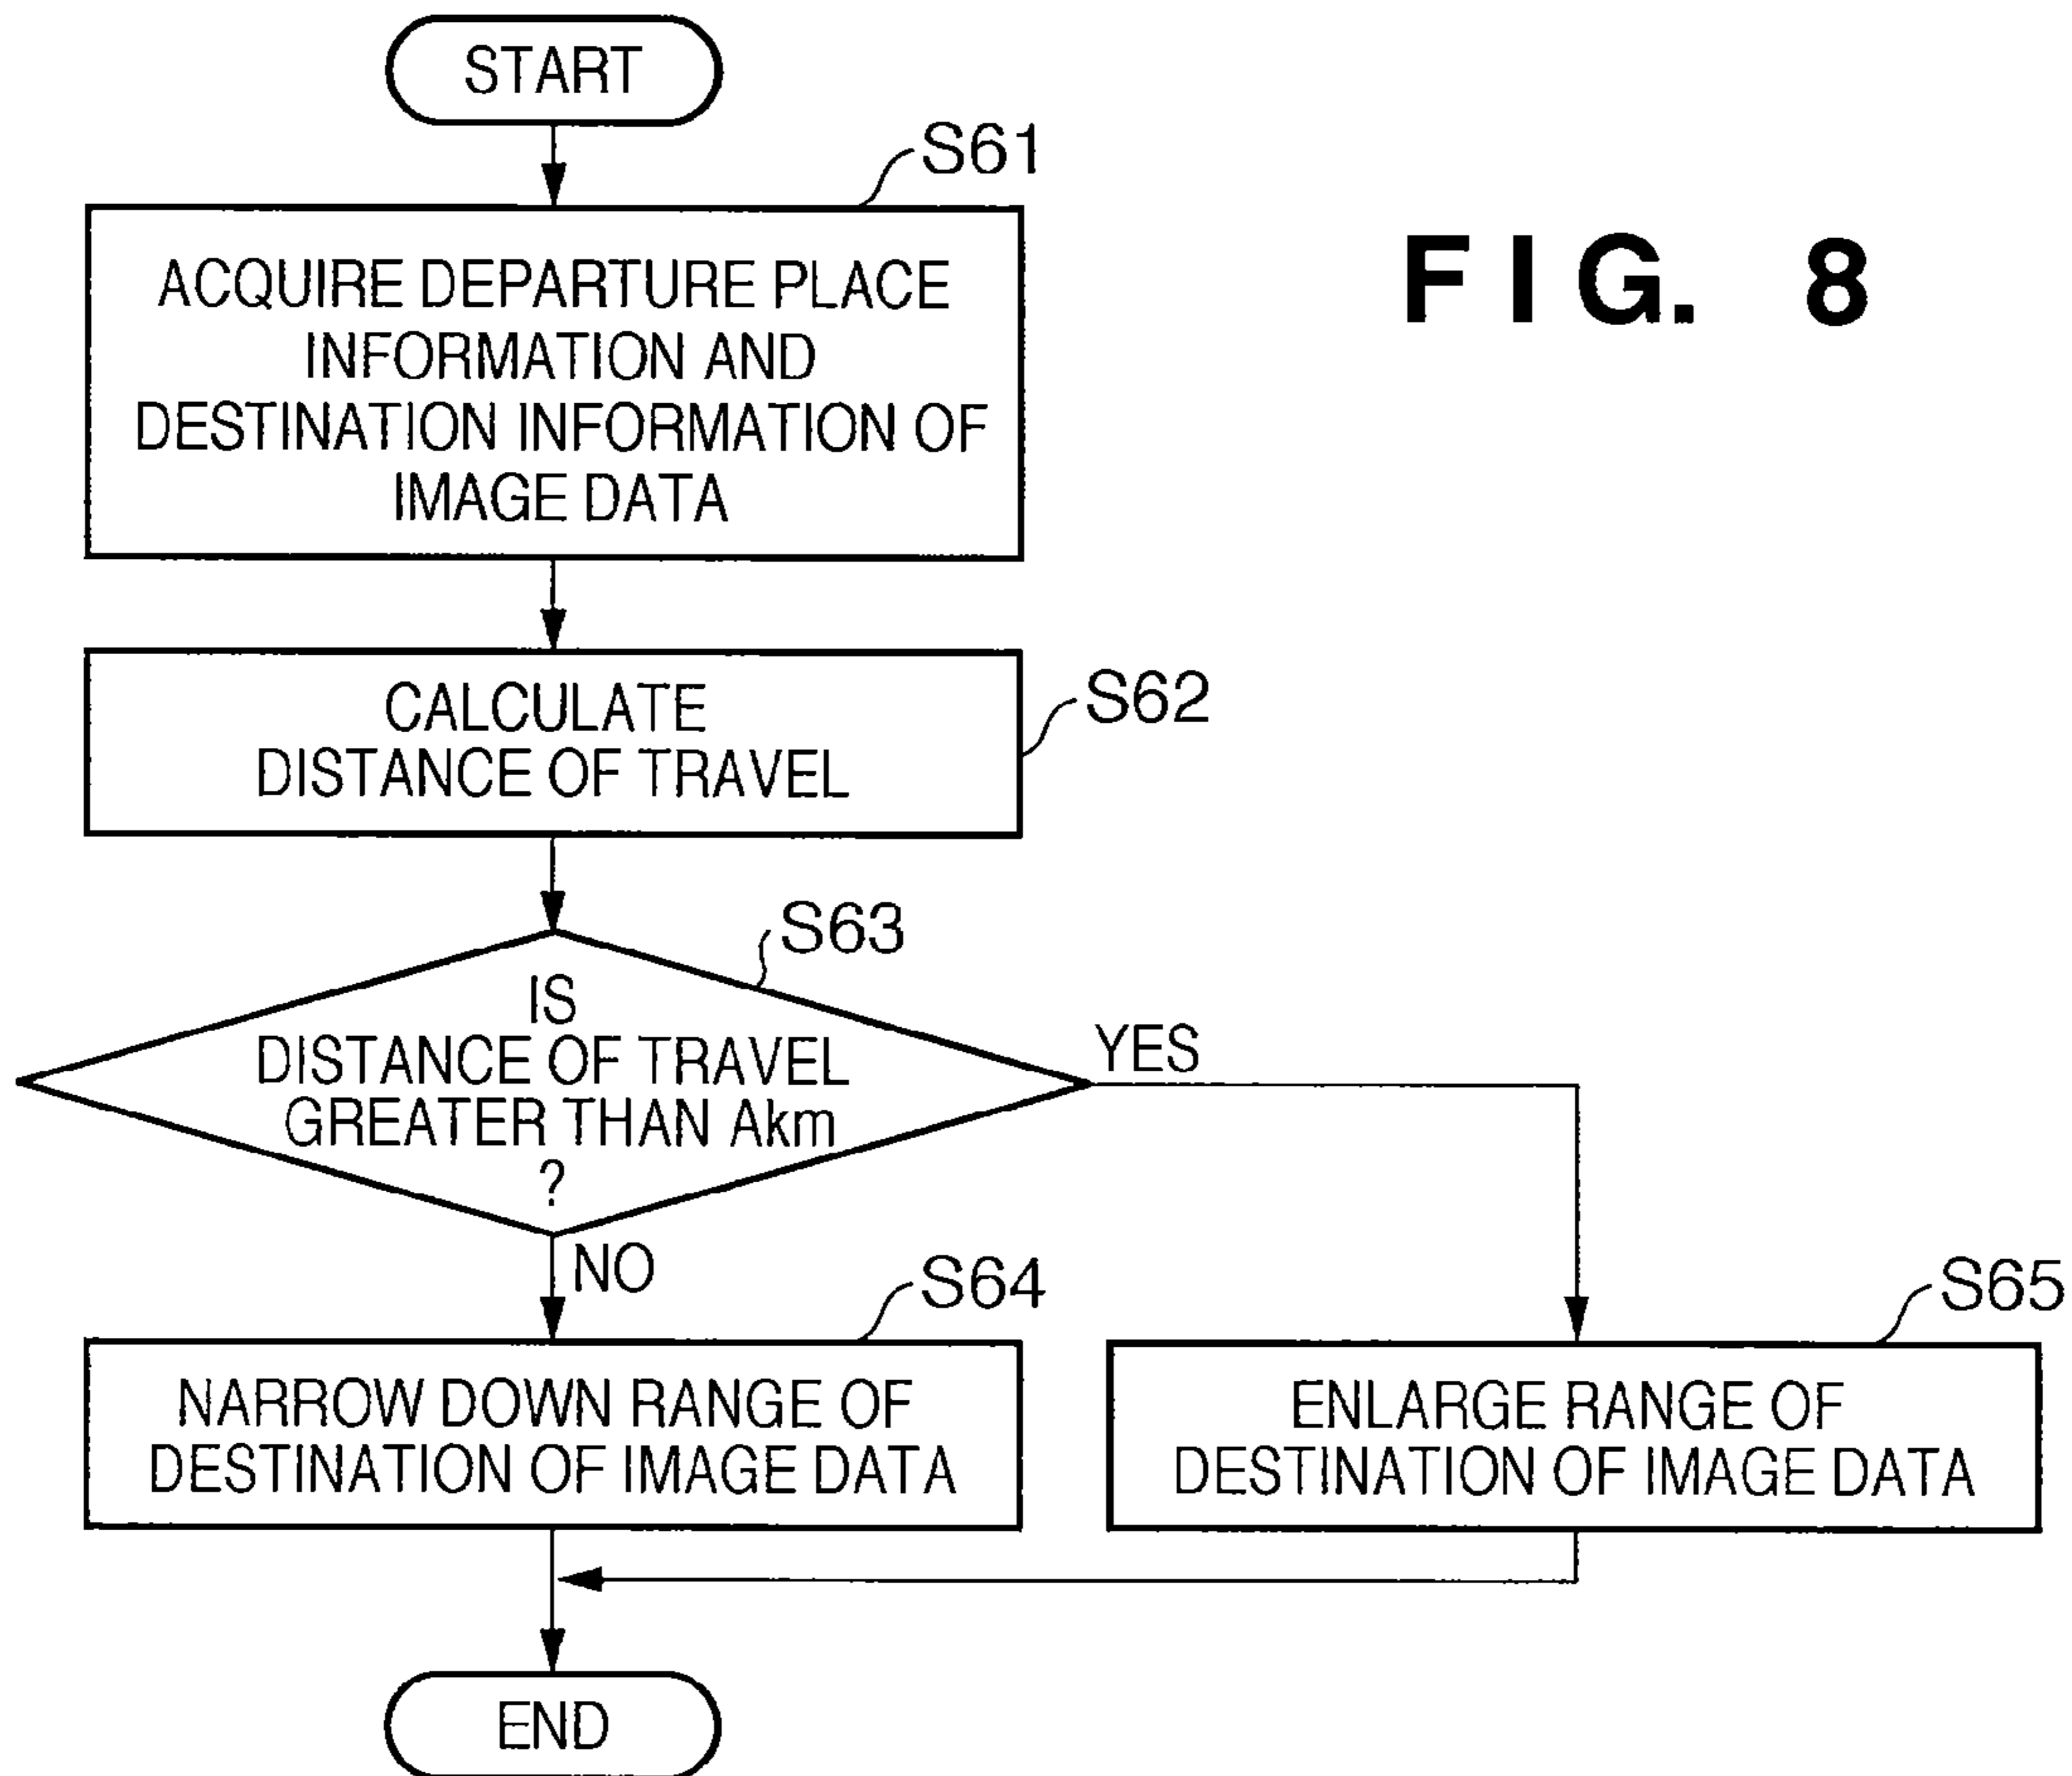 START
S61
FIG. 8
ACQUIRE DEPARTURE PLACE
INFORMATION AND
DESTINATION INFORMATION OF
IMAGE DATA
S62
CALCULATE
DISTANCE OF TRAVEL
S63
IS
DISTANCE OF TRAVEL
GREATER THAN Akm
?
YES
NO
S64
NARROW DOWN RANGE OF
DESTINATION OF IMAGE DATA
S65
ENLARGE RANGE OF
DESTINATION OF IMAGE DATA
END